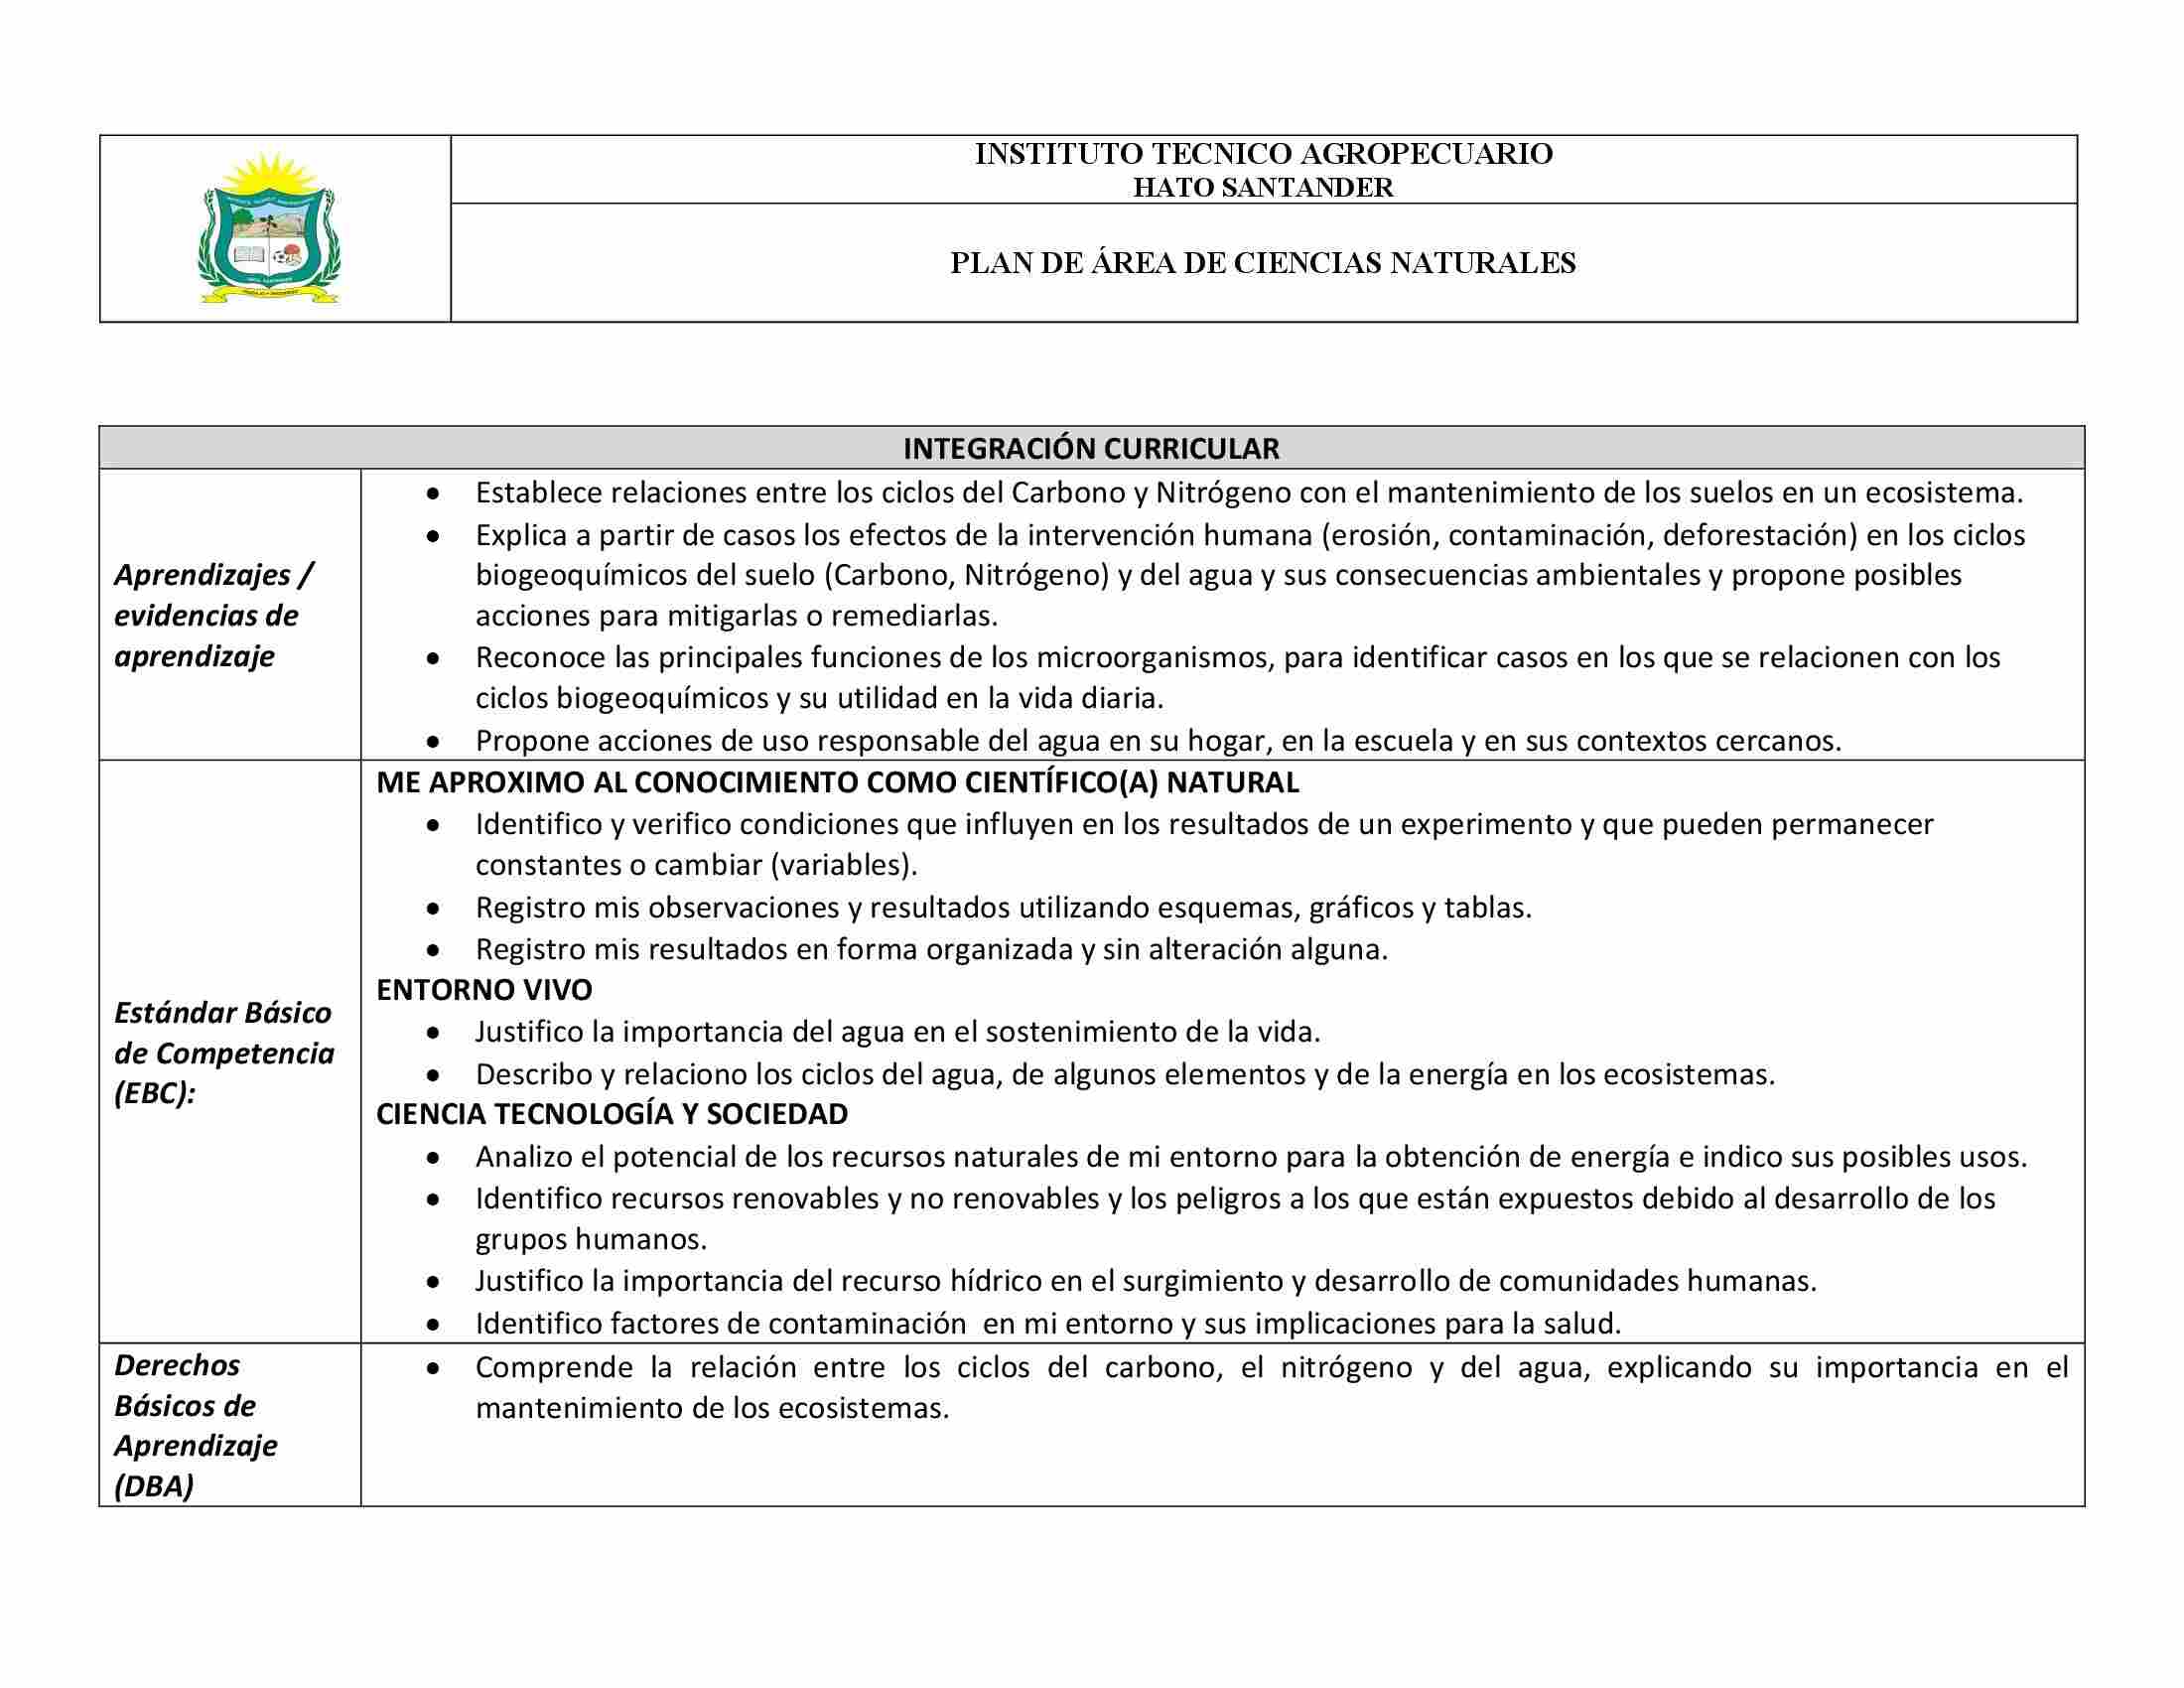 INSTITUTO TECNICO AGROPECUARIO
HATO SANTANDER
PLAN DE ÁREA DE CIENCIAS NATURALES
INTEGRACIÓN CURRICULAR
Aprendizajes /
evidencias de
aprendizaje
• Establece relaciones entre los ciclos del Carbono y Nitrógeno con el mantenimiento de los suelos en un ecosistema.
• Explica a partir de casos los efectos de la intervención humana (erosión, contaminación, deforestación) en los ciclos
biogeoquímicos del suelo (Carbono, Nitrógeno) y del agua y sus consecuencias ambientales y propone posibles
acciones para mitigarlas o remediarlas.
• Reconoce las principales funciones de los microorganismos, para identificar casos en los que se relacionen con los
ciclos biogeoquímicos y su utilidad en la vida diaria.
• Propone acciones de uso responsable del agua en su hogar, en la escuela y en sus contextos cercanos.
Estándar Básico
de Competencia
(EBC):
ME APROXIMO AL CONOCIMIENTO COMO CIENTÍFICO(A) NATURAL
• Identifico y verifico condiciones que influyen en los resultados de un experimento y que pueden permanecer
constantes o cambiar (variables).
• Registro mis observaciones y resultados utilizando esquemas, gráficos y tablas.
• Registro mis resultados en forma organizada y sin alteración alguna.
ENTORNO VIVO
• Justifico la importancia del agua en el sostenimiento de la vida.
• Describo y relaciono los ciclos del agua, de algunos elementos y de la energía en los ecosistemas.
CIENCIA TECNOLOGÍA Y SOCIEDAD
• Analizo el potencial de los recursos naturales de mi entorno para la obtención de energía e indico sus posibles usos.
• Identifico recursos renovables y no renovables y los peligros a los que están expuestos debido al desarrollo de los
grupos humanos.
• Justifico la importancia del recurso hídrico en el surgimiento y desarrollo de comunidades humanas.
• Identifico factores de contaminación  en mi entorno y sus implicaciones para la salud.
Derechos
Básicos de
Aprendizaje
(DBA)
• Comprende la relación entre los ciclos del carbono, el nitrógeno y del agua, explicando su importancia en el
mantenimiento de los ecosistemas.